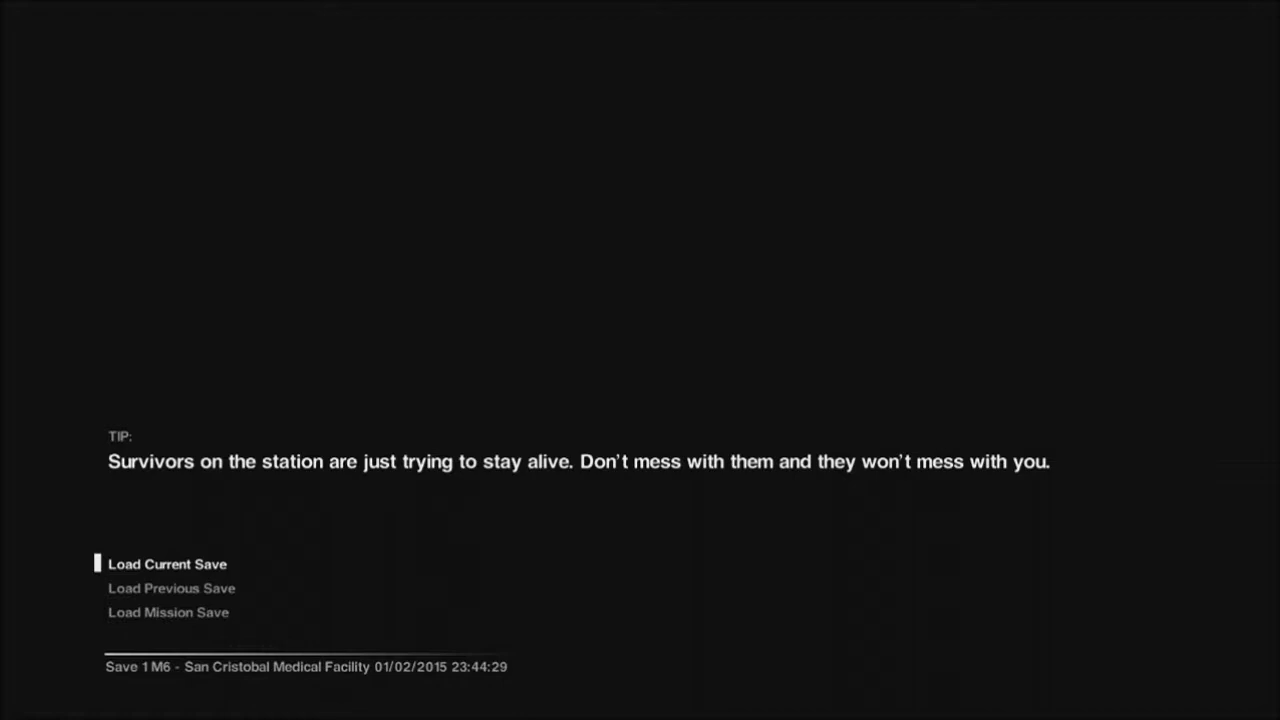 TIP:
Survivors on the station are just trying to stay alive. Don't mess with them and they won't mess with you.
Load Current Save
Load Previous Save
Load Mission Save
Save 1 M6 - San Cristobal Medical Facility 01/02/2015 23:44:29